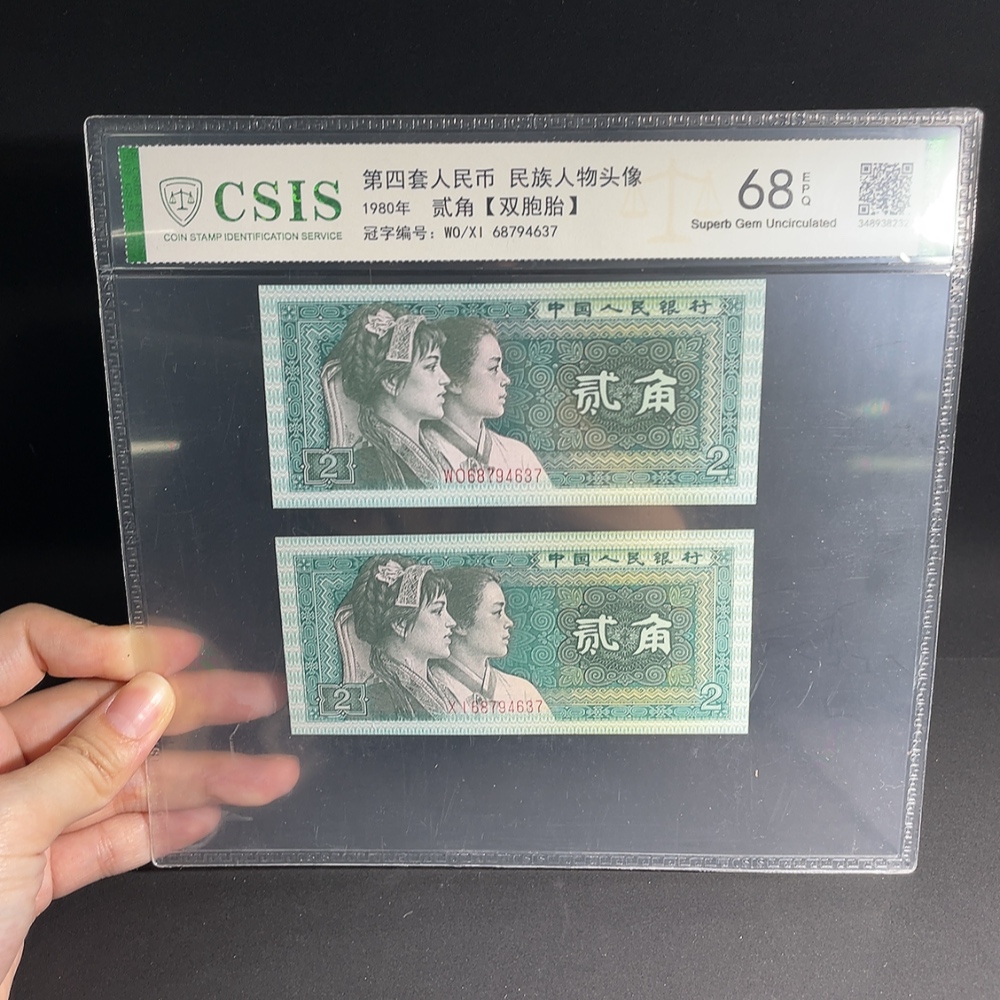 CSIS
COIN STAMP IDENTIFICATION SERVICE
第四套人民币 民族人物头像
1980年 贰角【双胞胎】
冠字编号：WO/XI 68794637
68 EPQ
Superb Gem Uncirculated
中国人民银行
贰角
2
WO68794637
2
中国人民银行
贰角
2
XI68794637
2